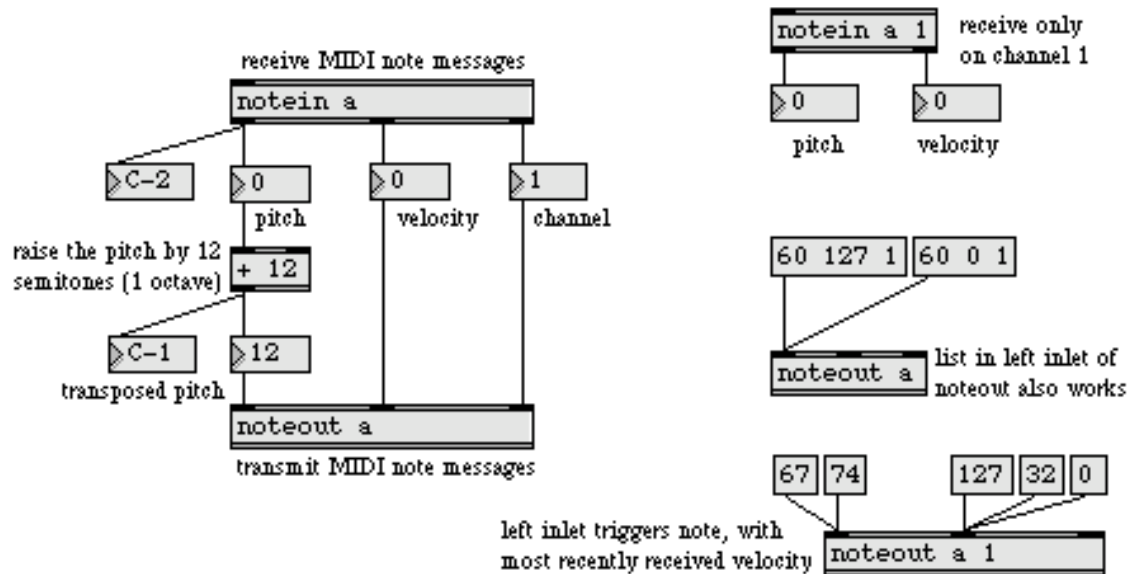 receive MIDI note messages
notein a
C-2
0
0
1
pitch
velocity
channel
raise the pitch by 12
semitones (1 octave)
+ 12
C-1
12
transposed pitch
noteout a
transmit MIDI note messages
notein a 1
receive only
on channel 1
0
0
pitch
velocity
60 127 1
60 0 1
noteout a
list in left inlet of
noteout also works
67
74
127
32
0
left inlet triggers note, with
most recently received velocity
noteout a 1